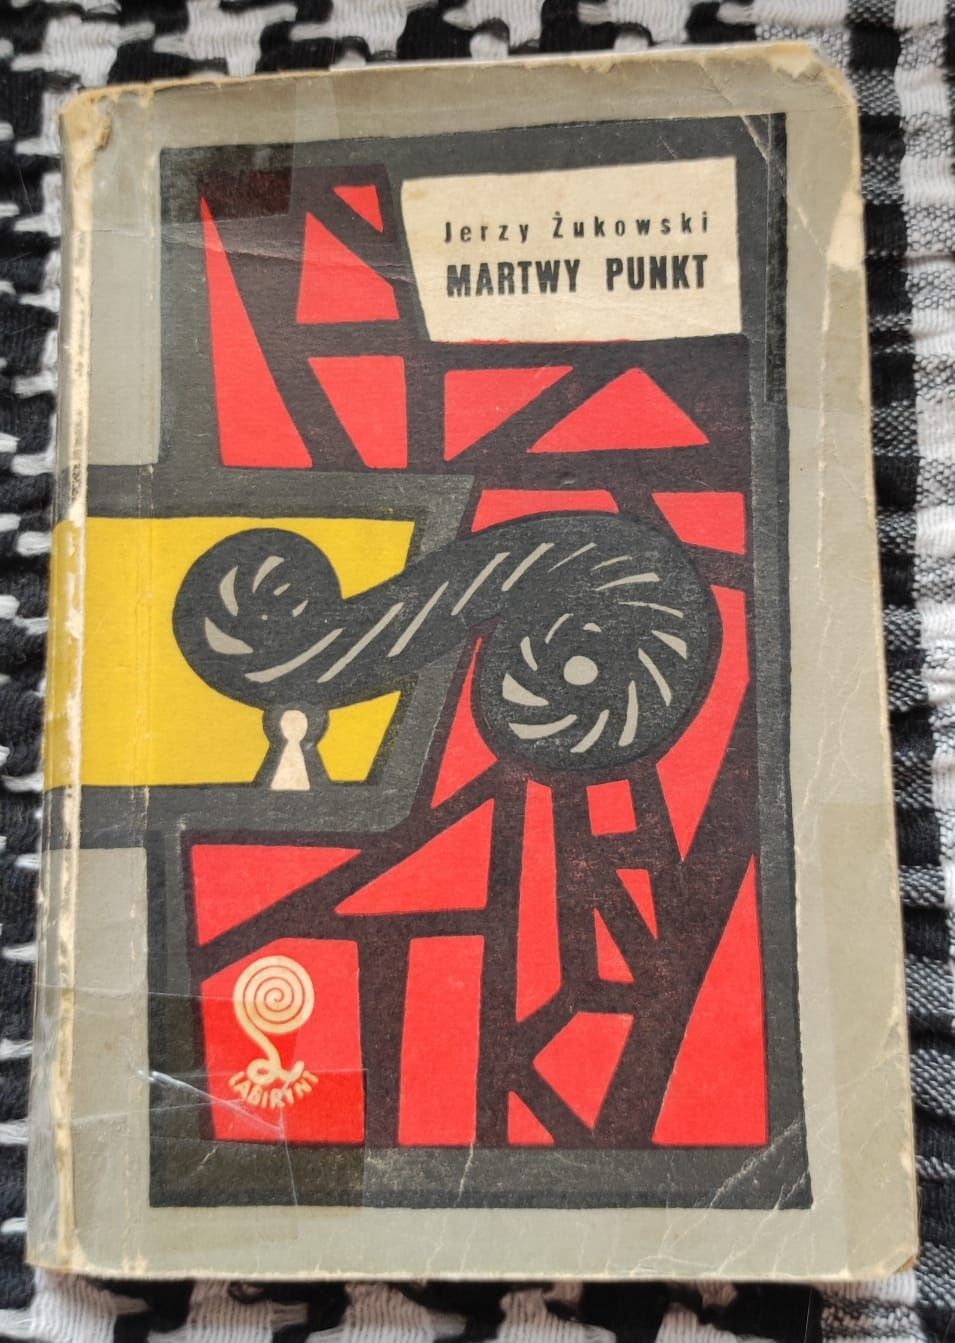 Jerzy Żukowski
MARTWY PUNKT
LABIRYNT